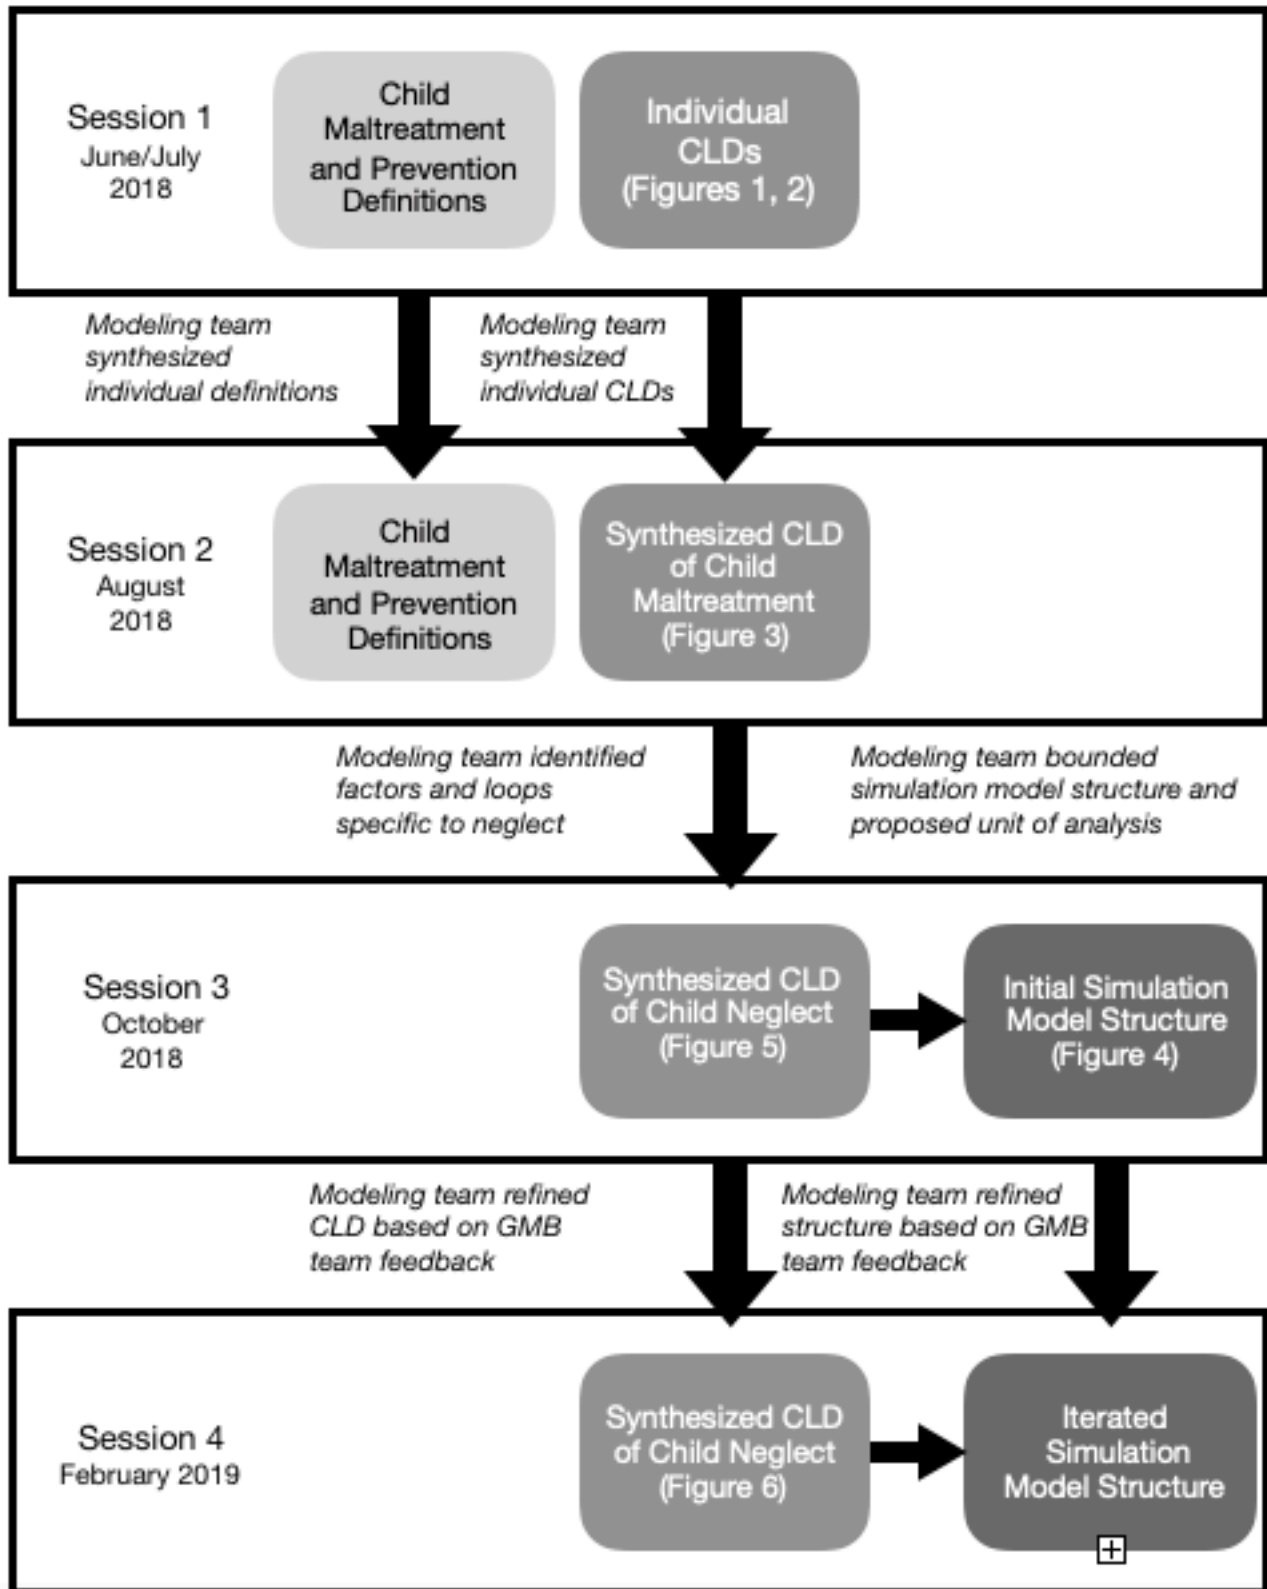 Session 1
June/July
2018
Child
Maltreatment
and Prevention
Definitions
Individual
CLDs
(Figures 1, 2)
Modeling team
synthesized
individual definitions
Modeling team
synthesized
individual CLDs
Session 2
August
2018
Child
Maltreatment
and Prevention
Definitions
Synthesized CLD
of Child
Maltreatment
(Figure 3)
Modeling team identified
factors and loops
specific to neglect
Modeling team bounded
simulation model structure and
proposed unit of analysis
Session 3
October
2018
Synthesized CLD
of Child Neglect
(Figure 5)
Initial Simulation
Model Structure
(Figure 4)
Modeling team refined
CLD based on GMB
team feedback
Modeling team refined
structure based on GMB
team feedback
Session 4
February 2019
Synthesized CLD
of Child Neglect
(Figure 6)
Iterated
Simulation
Model Structure